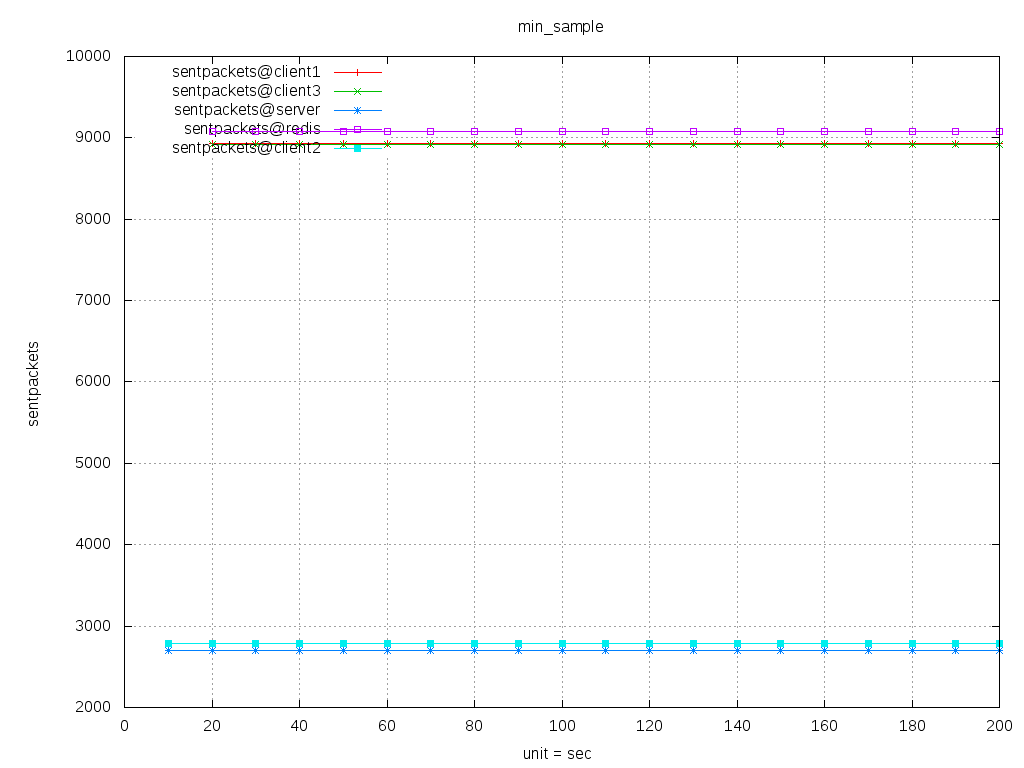 min_sample
10000
9000
8000
7000
6000
5000
4000
3000
2000
sentpackets
sentpackets@client1
sentpackets@client3
sentpackets@server
sentpackets@redis
sentpackets@client2
0 20 40 60 80 100 120 140 160 180 200
unit = sec